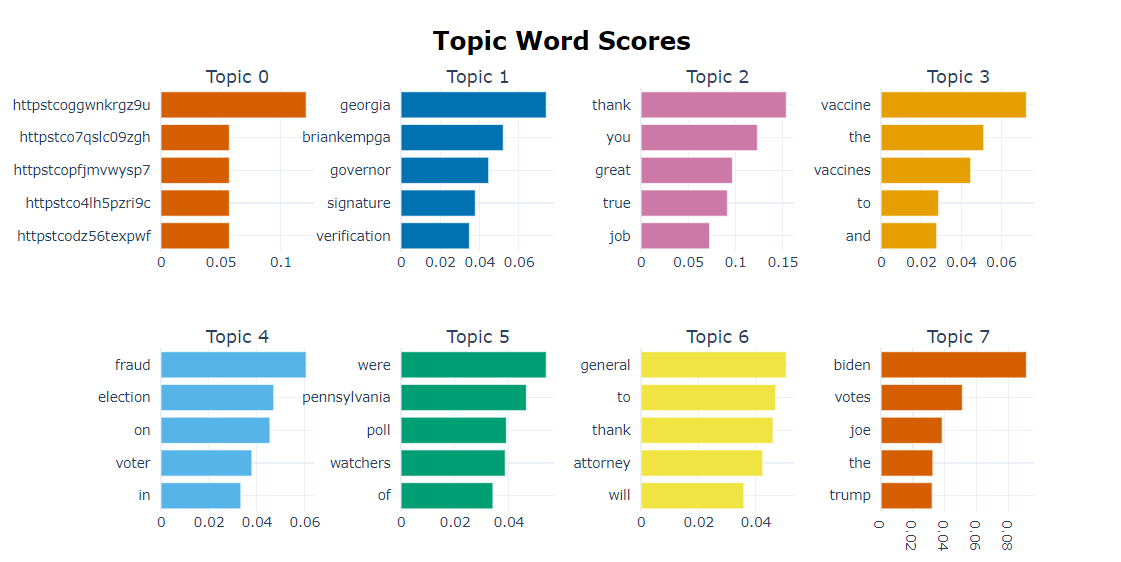 Topic Word Scores
Topic 0
httpstcoggwnkrgz9u
httpstco7qslc09zgh
httpstcopfjmvwysp7
httpstco4lh5pzri9c
httpstcodz56texpwf
0 0.05 0.1
Topic 1
georgia
briankempga
governor
signature
verification
0 0.02 0.04 0.06
Topic 2
thank
you
great
true
job
0 0.05 0.1 0.15
Topic 3
vaccine
the
vaccines
to
and
0 0.02 0.04 0.06
Topic 4
fraud
election
on
voter
in
0 0.02 0.04 0.06
Topic 5
were
pennsylvania
poll
watchers
of
0 0.02 0.04
Topic 6
general
to
thank
attorney
will
0 0.02 0.04
Topic 7
biden
votes
joe
the
trump
0 0.02 0.04 0.06 0.08